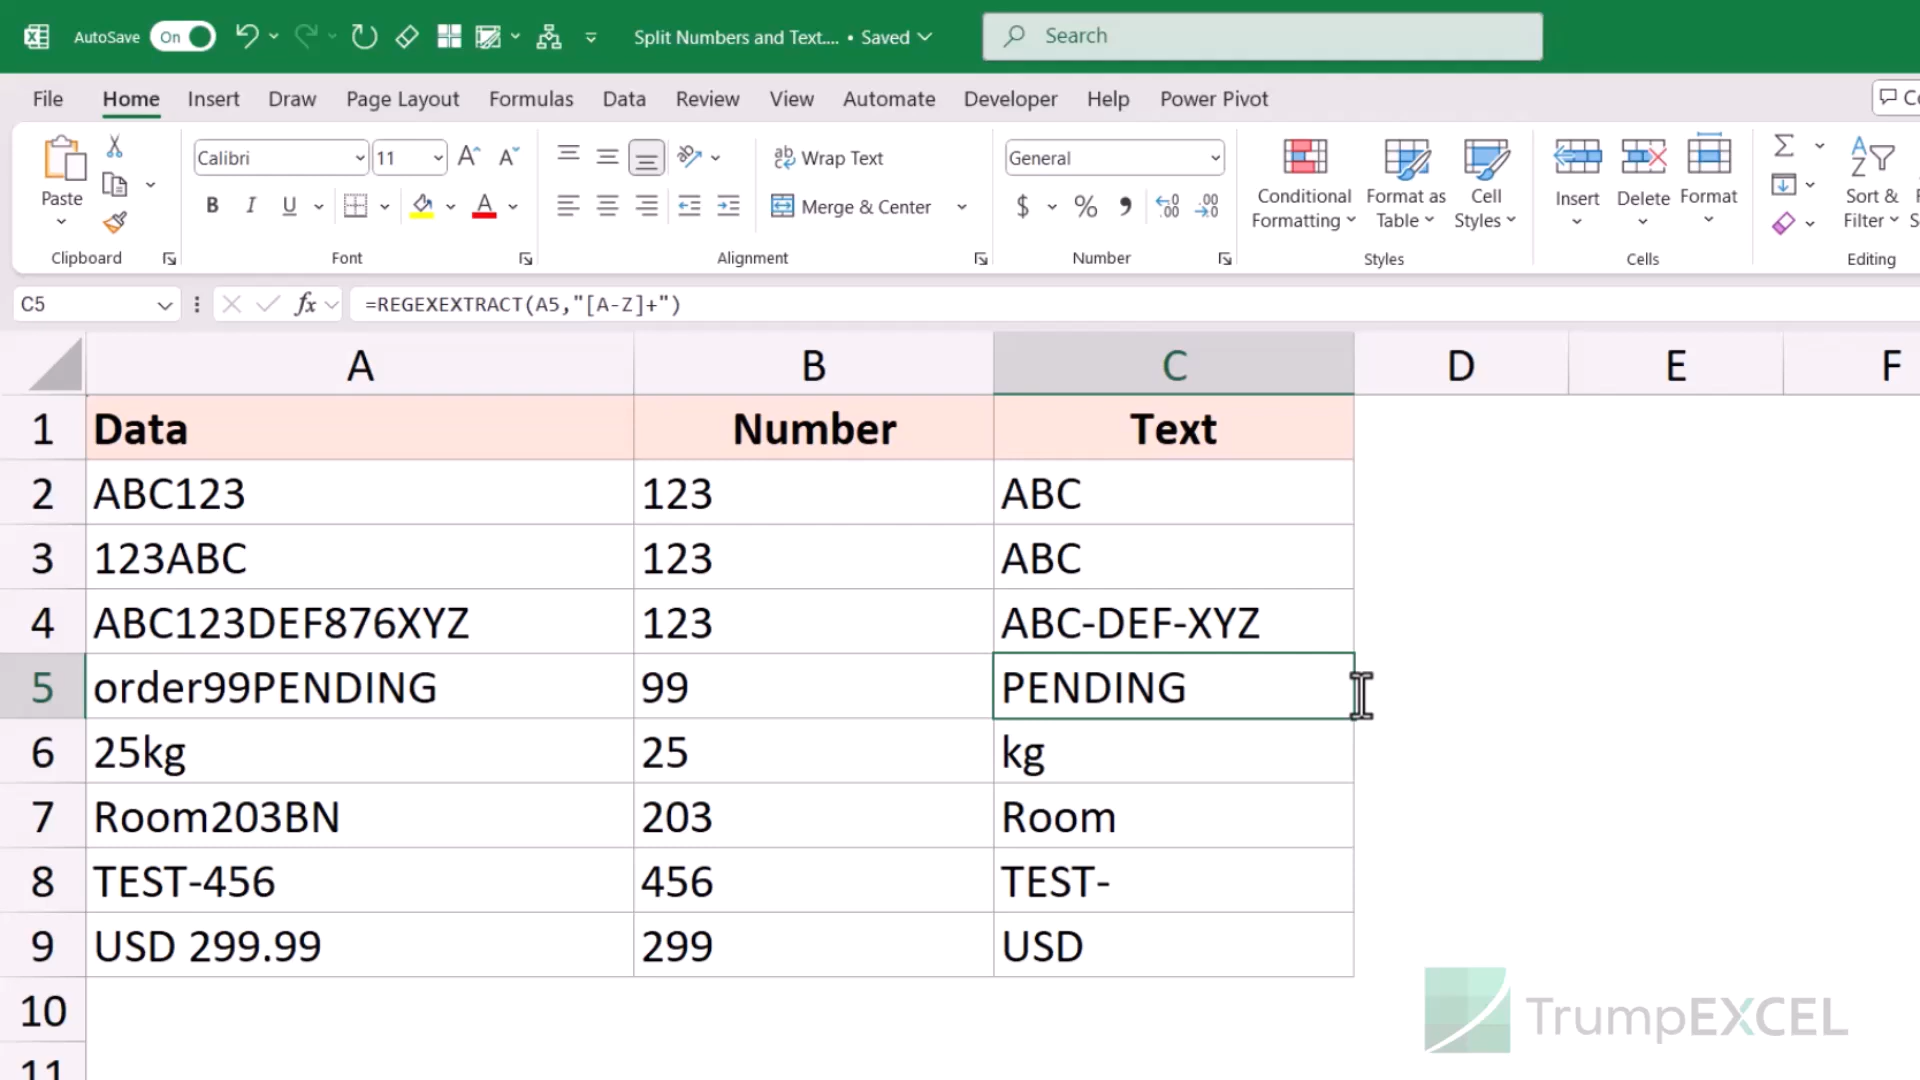 AutoSave On Split Numbers and Text.... • Saved Search
File Home Insert Draw Page Layout Formulas Data Review View Automate Developer Help Power Pivot
Paste Calibri 11 Wrap Text General Conditional Formatting Format as Table Cell Styles Insert Delete Format Sort & Filter
B I U A Merge & Center $ % 9
Clipboard Font Alignment Number Styles Cells Editing
C5 fx =REGEXEXTRACT(A5,"[A-Z]+")
A B C D E F
1 Data Number Text
2 ABC123 123 ABC
3 123ABC 123 ABC
4 ABC123DEF876XYZ 123 ABC-DEF-XYZ
5 order99PENDING 99 PENDING
6 25kg 25 kg
7 Room203BN 203 Room
8 TEST-456 456 TEST-
9 USD 299.99 299 USD
10
11
TrumpEXCEL